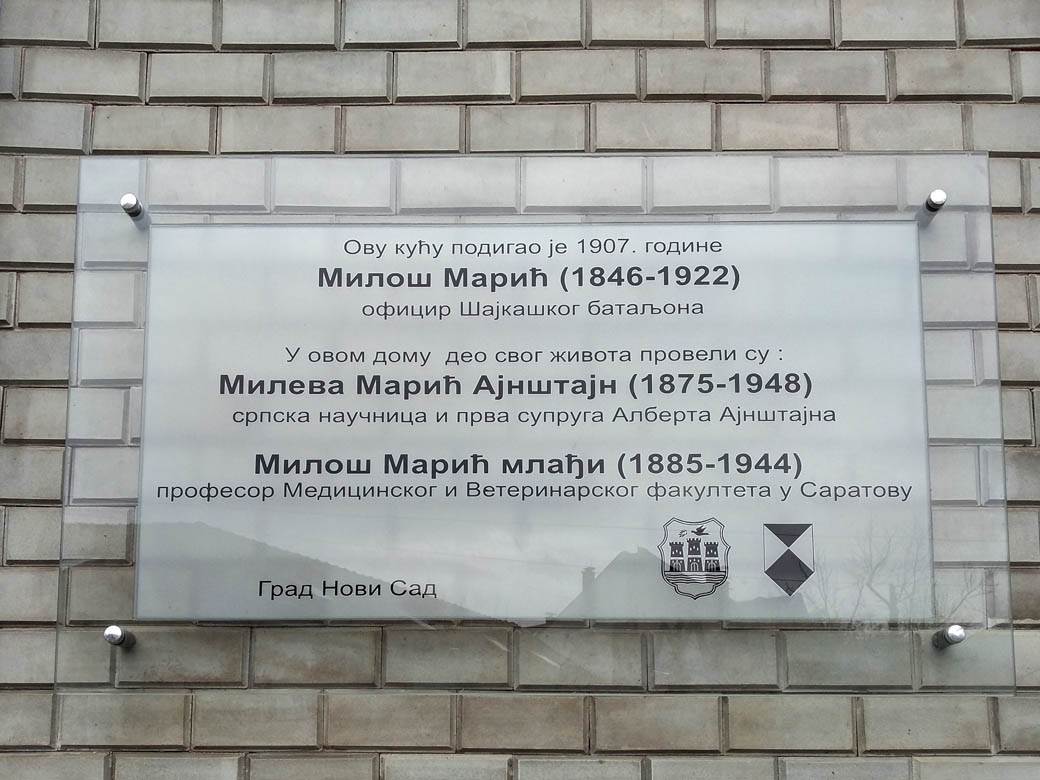 Ову кућу подигао је 1907. године
Милош Марић (1846-1922)
официр Шајкашког батаљона
У овом дому део свог живота провели су :
Милева Марић Ајнштајн (1875-1948)
српска научница и прва супруга Алберта Ајнштајна
Милош Марић млађи (1885-1944)
професор Медицинског и Ветеринарског факултета у Саратову
Град Нови Сад